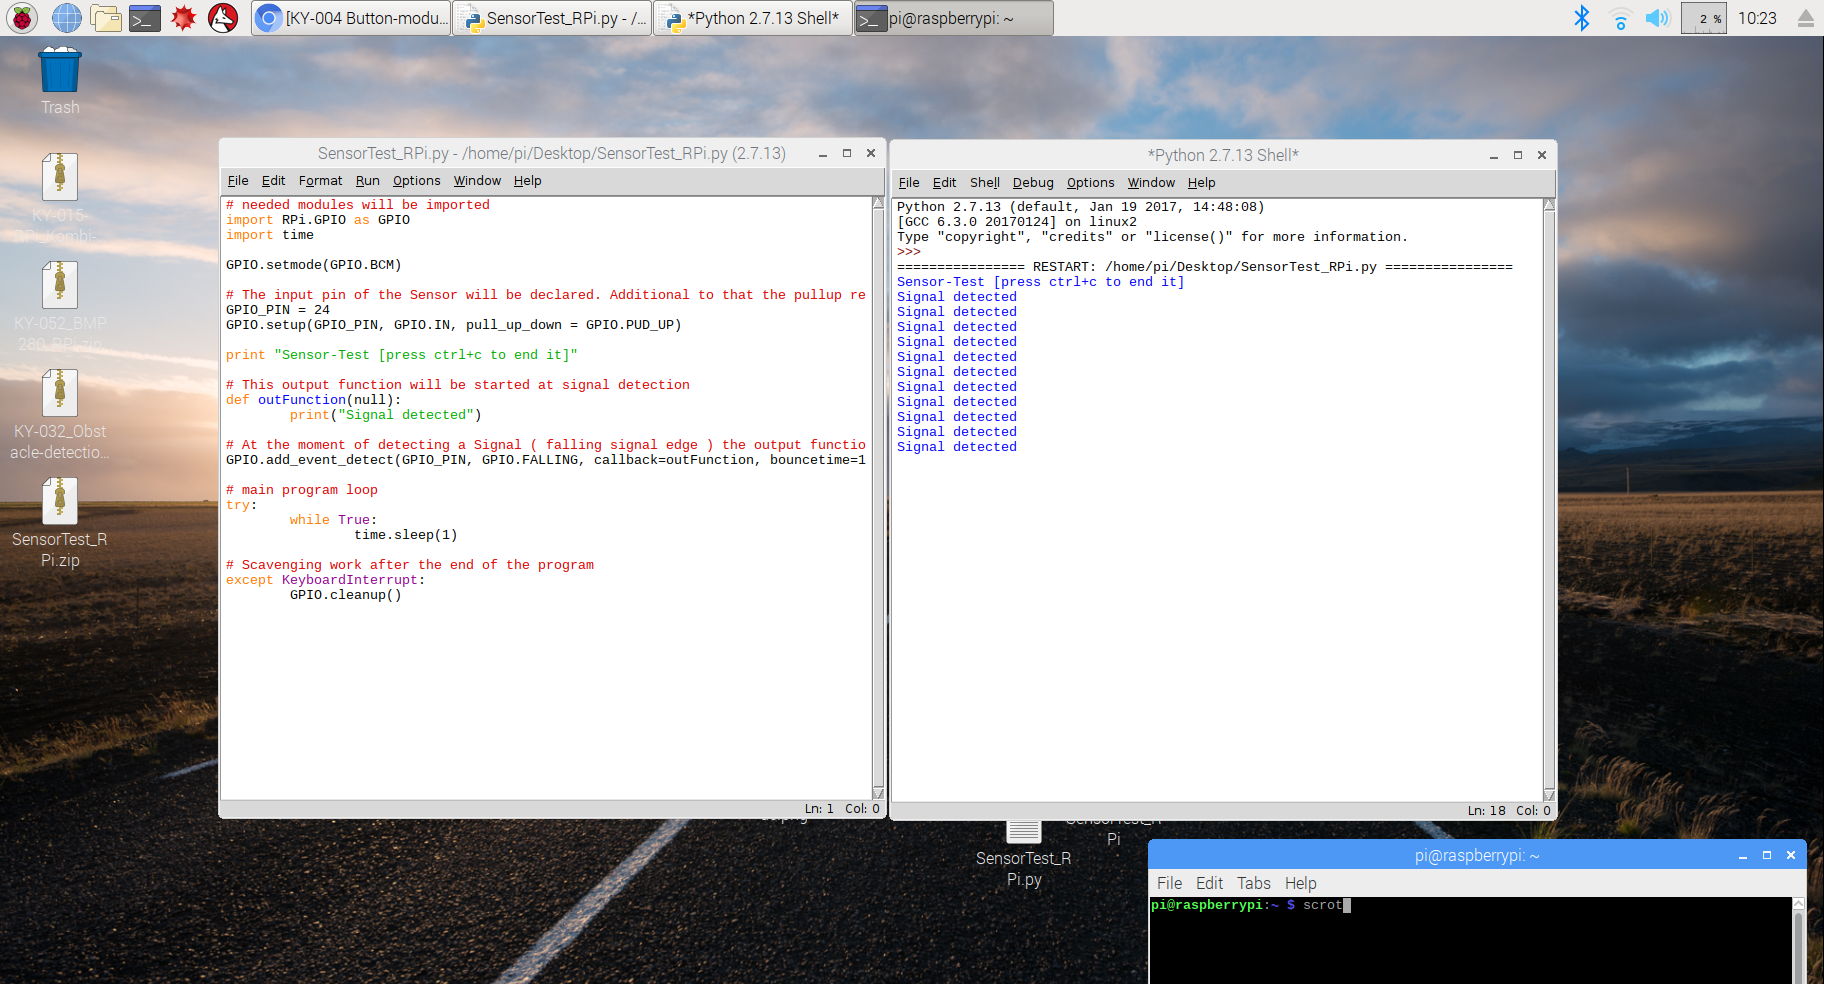 [KY-004 Button-modu...
SensorTest_RPi.py - /...
*Python 2.7.13 Shell*
pi@raspberrypi: ~
2 %
10:23
Trash
KY-015-
RPi_Kombi-
KY-052_BMP
280_RPi.zip
KY-032_Obst
acle-detectio...
SensorTest_R
Pi.zip
SensorTest_RPi.py - /home/pi/Desktop/SensorTest_RPi.py (2.7.13)
File Edit Format Run Options Window Help
# needed modules will be imported
import RPi.GPIO as GPIO
import time
GPIO.setmode(GPIO.BCM)
# The input pin of the Sensor will be declared. Additional to that the pullup re
GPIO_PIN = 24
GPIO.setup(GPIO_PIN, GPIO.IN, pull_up_down = GPIO.PUD_UP)
print "Sensor-Test [press ctrl+c to end it]"
# This output function will be started at signal detection
def outFunction(null):
        print("Signal detected")
# At the moment of detecting a Signal ( falling signal edge ) the output functio
GPIO.add_event_detect(GPIO_PIN, GPIO.FALLING, callback=outFunction, bouncetime=1
# main program loop
try:
        while True:
                time.sleep(1)
# Scavenging work after the end of the program
except KeyboardInterrupt:
        GPIO.cleanup()
Ln: 1 Col: 0
*Python 2.7.13 Shell*
File Edit Shell Debug Options Window Help
Python 2.7.13 (default, Jan 19 2017, 14:48:08)
[GCC 6.3.0 20170124] on linux2
Type "copyright", "credits" or "license()" for more information.
>>>
================ RESTART: /home/pi/Desktop/SensorTest_RPi.py ================
Sensor-Test [press ctrl+c to end it]
Signal detected
Signal detected
Signal detected
Signal detected
Signal detected
Signal detected
Signal detected
Signal detected
Signal detected
Signal detected
Signal detected
Ln: 18 Col: 0
SensorTest_R
Pi
SensorTest_R
Pi.py
pi@raspberrypi: ~
File Edit Tabs Help
pi@raspberrypi:~ $ scrot